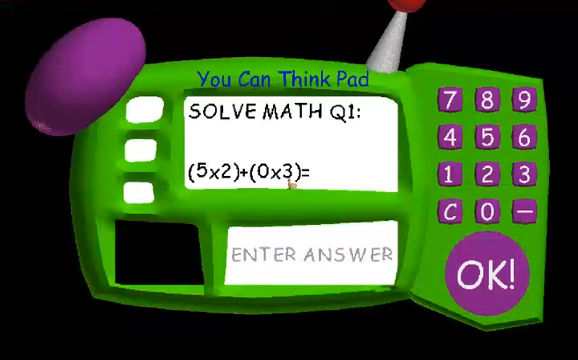 You Can Think Pad
SOLVE MATH Q1:
(5x2)+(0x3)=
ENTER ANSWER
7 8 9
4 5 6
1 2 3
C 0 —
OK!